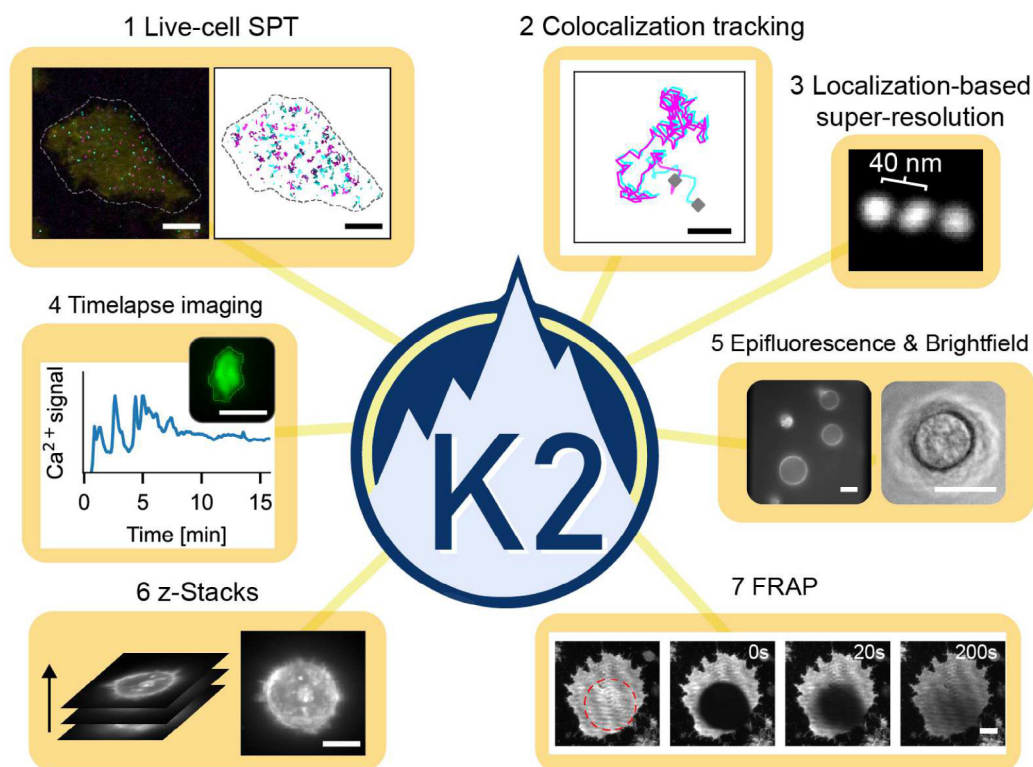 1 Live-cell SPT
2 Colocalization tracking
3 Localization-based
super-resolution
40 nm
4 Timelapse imaging
Ca2+ signal
0 5 10 15
Time [min]
5 Epifluorescence & Brightfield
K2
6 z-Stacks
7 FRAP
0s 20s 200s